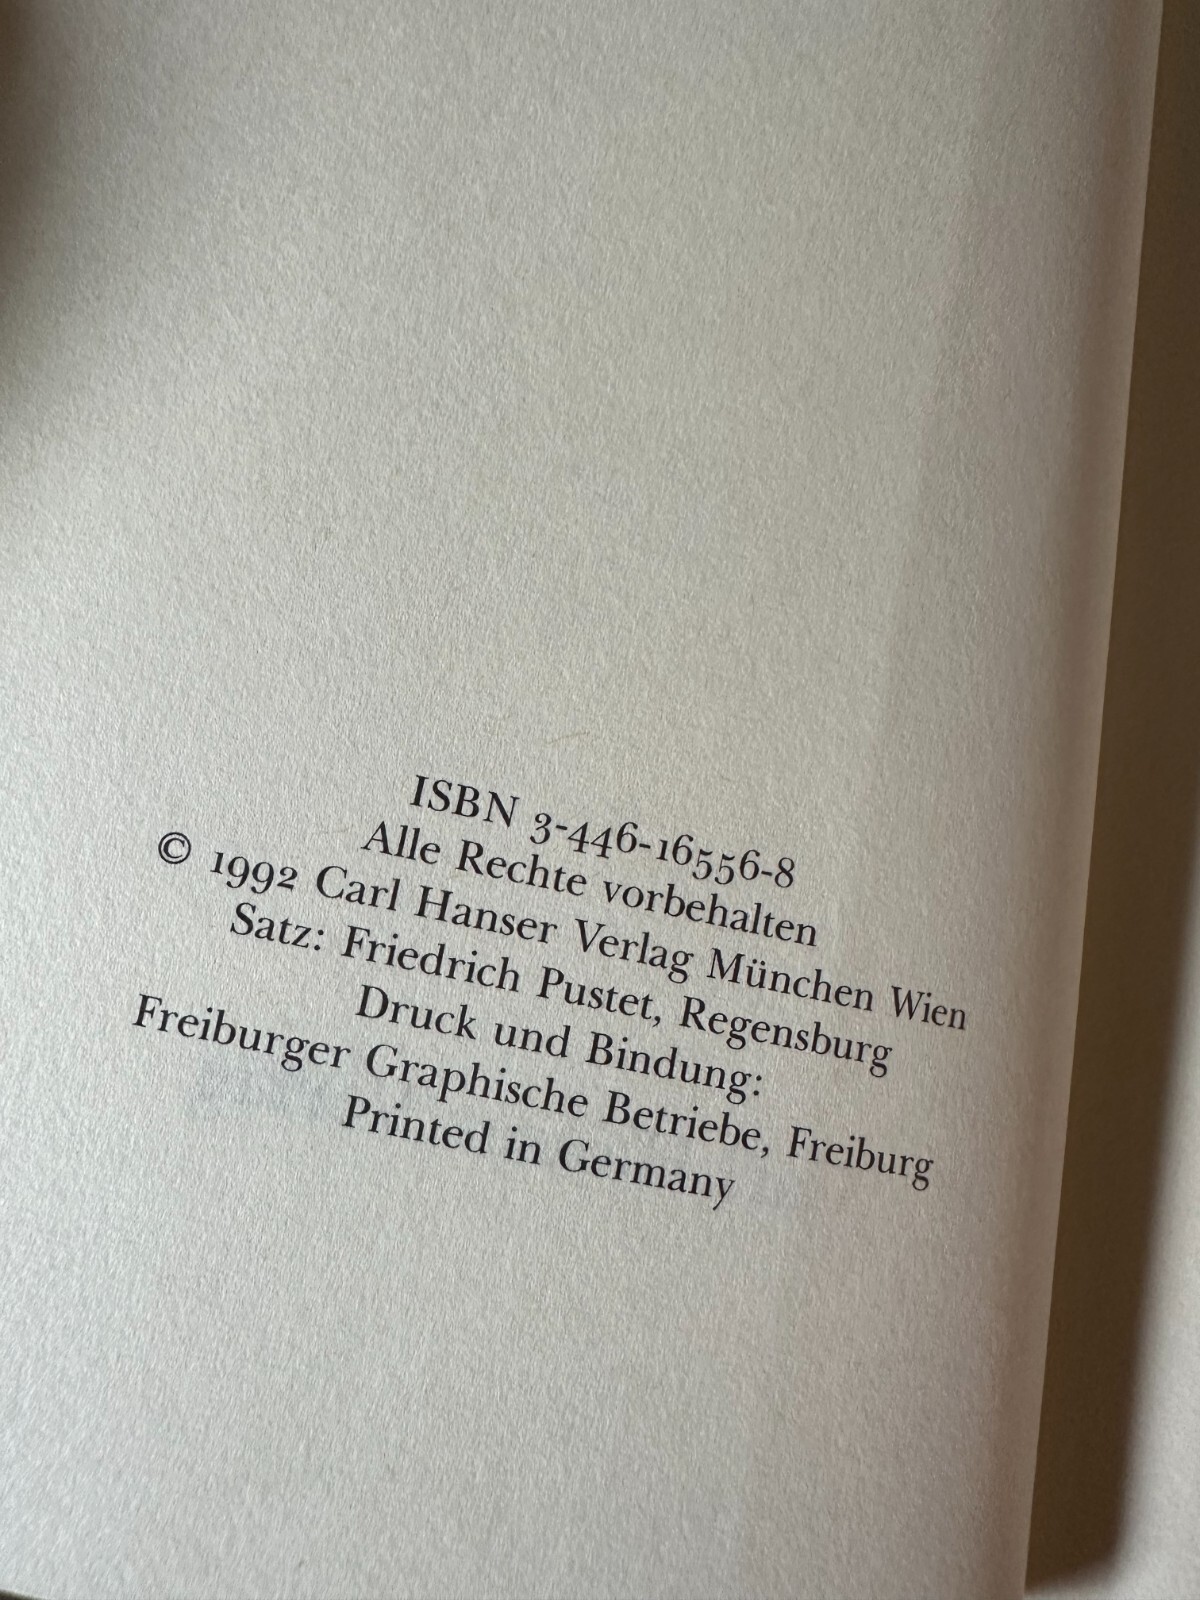 ISBN 3-446-16556-8
Alle Rechte vorbehalten
© 1992 Carl Hanser Verlag München Wien
Satz: Friedrich Pustet, Regensburg
Druck und Bindung:
Freiburger Graphische Betriebe, Freiburg
Printed in Germany